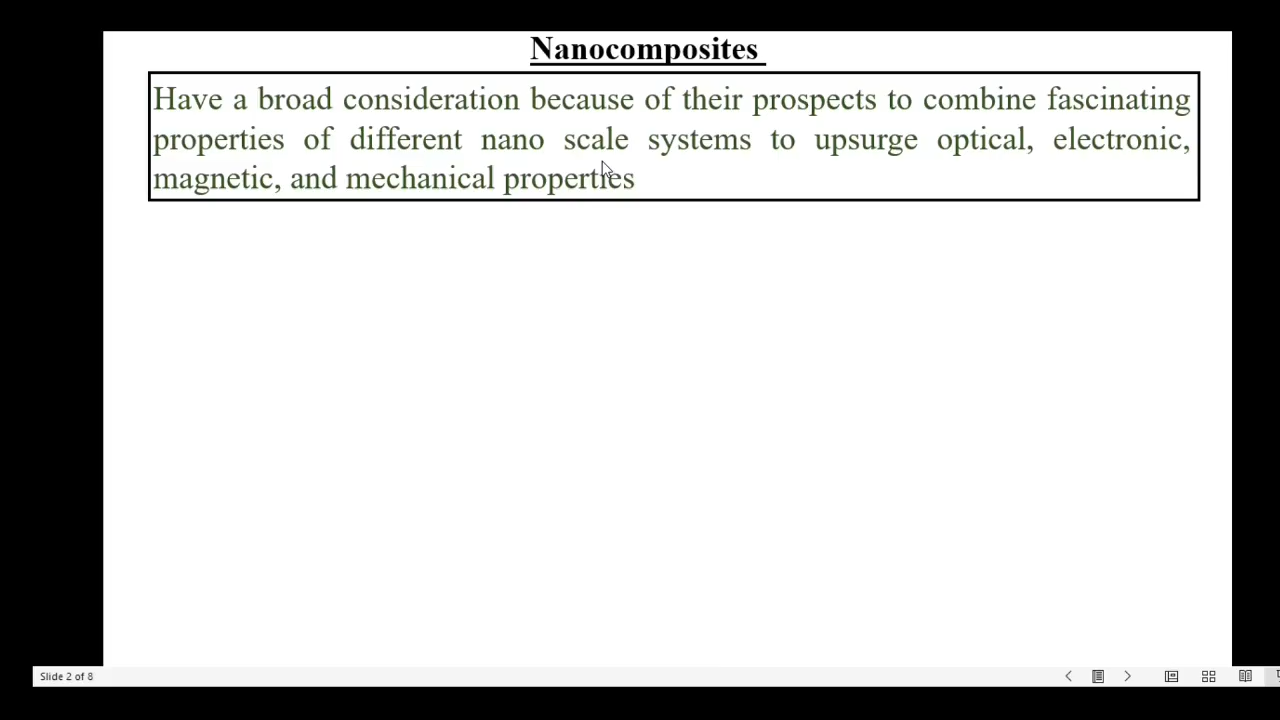 Nanocomposites
Have a broad consideration because of their prospects to combine fascinating
properties of different nano scale systems to upsurge optical, electronic,
magnetic, and mechanical properties
Slide 2 of 8